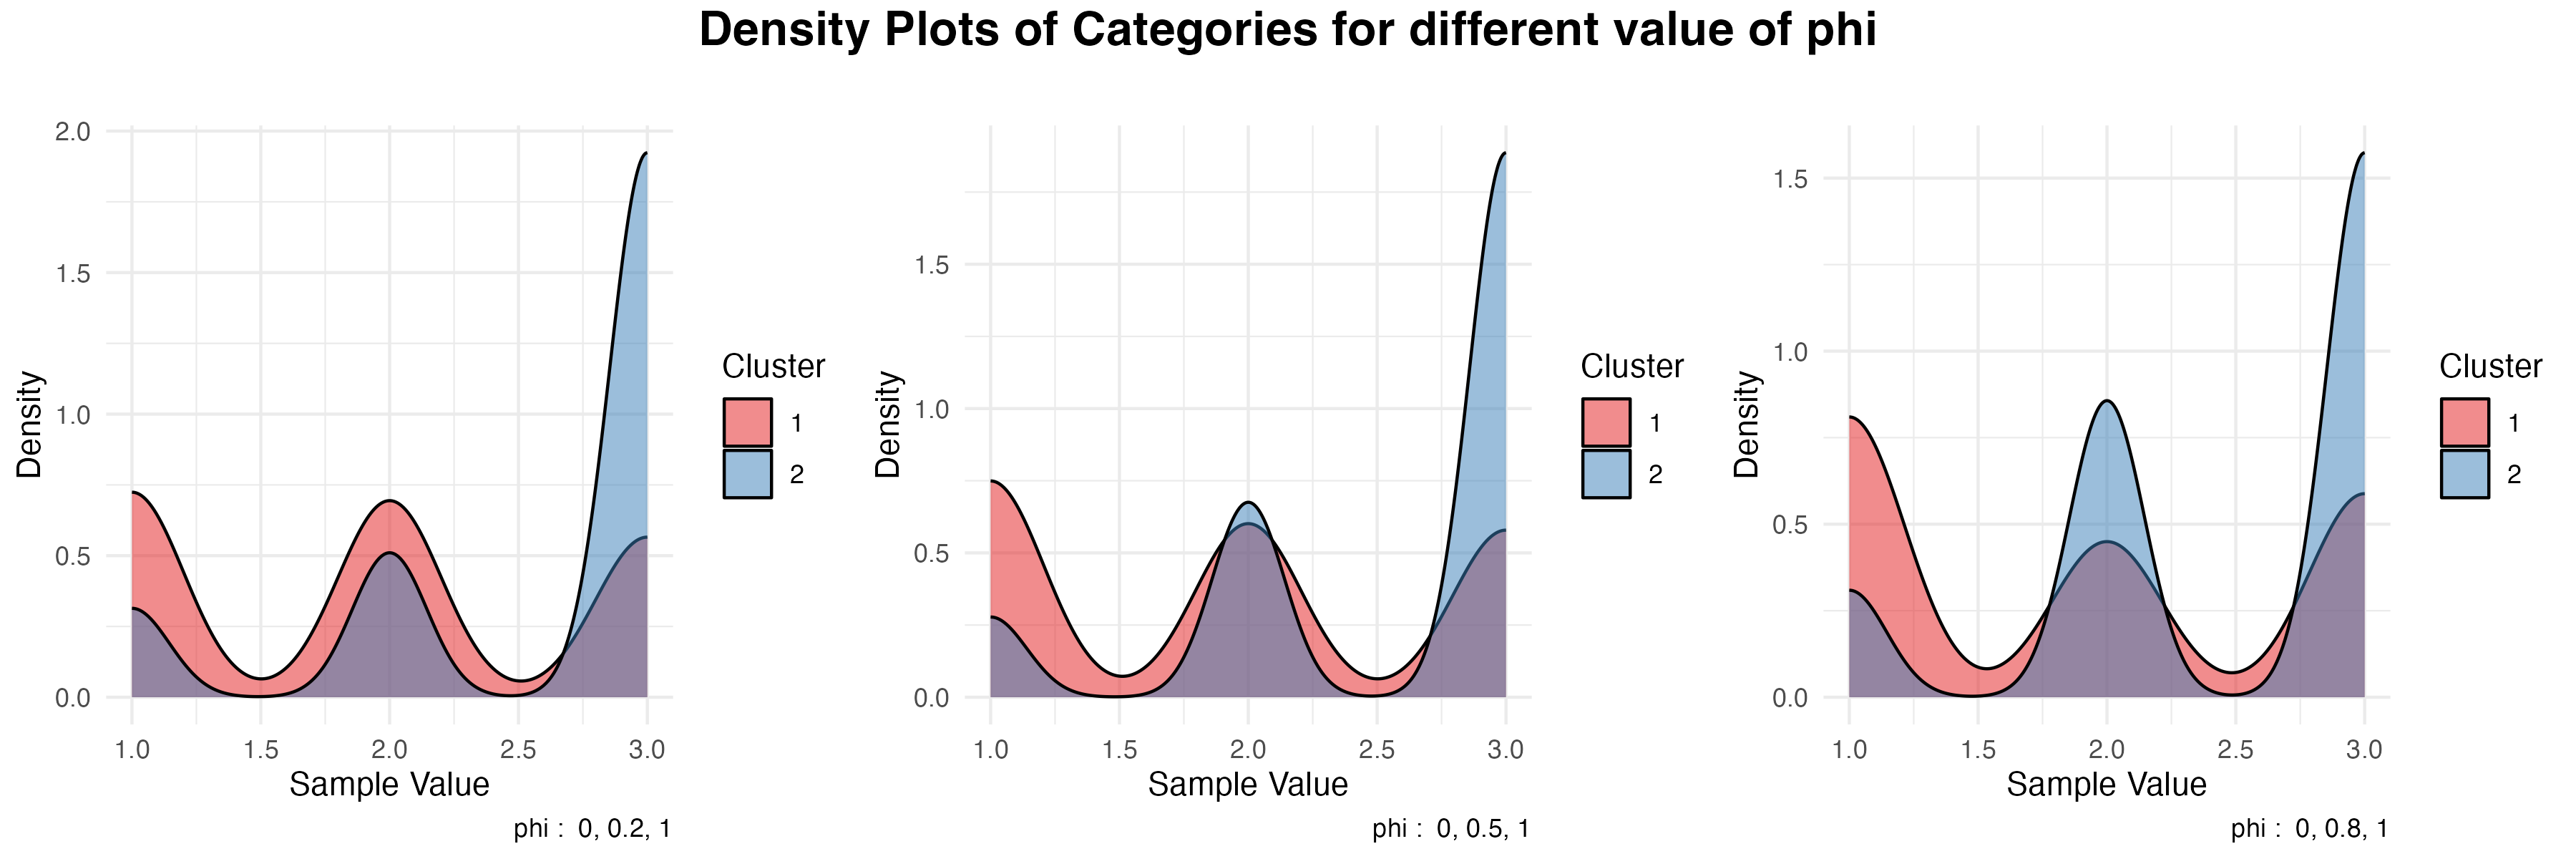 Density Plots of Categories for different value of phi
Density
2.0
1.5
1.0
0.5
0.0
1.0 1.5 2.0 2.5 3.0
Sample Value
phi : 0, 0.2, 1
Cluster
1
2
Density
1.5
1.0
0.5
0.0
1.0 1.5 2.0 2.5 3.0
Sample Value
phi : 0, 0.5, 1
Cluster
1
2
Density
1.5
1.0
0.5
0.0
1.0 1.5 2.0 2.5 3.0
Sample Value
phi : 0, 0.8, 1
Cluster
1
2